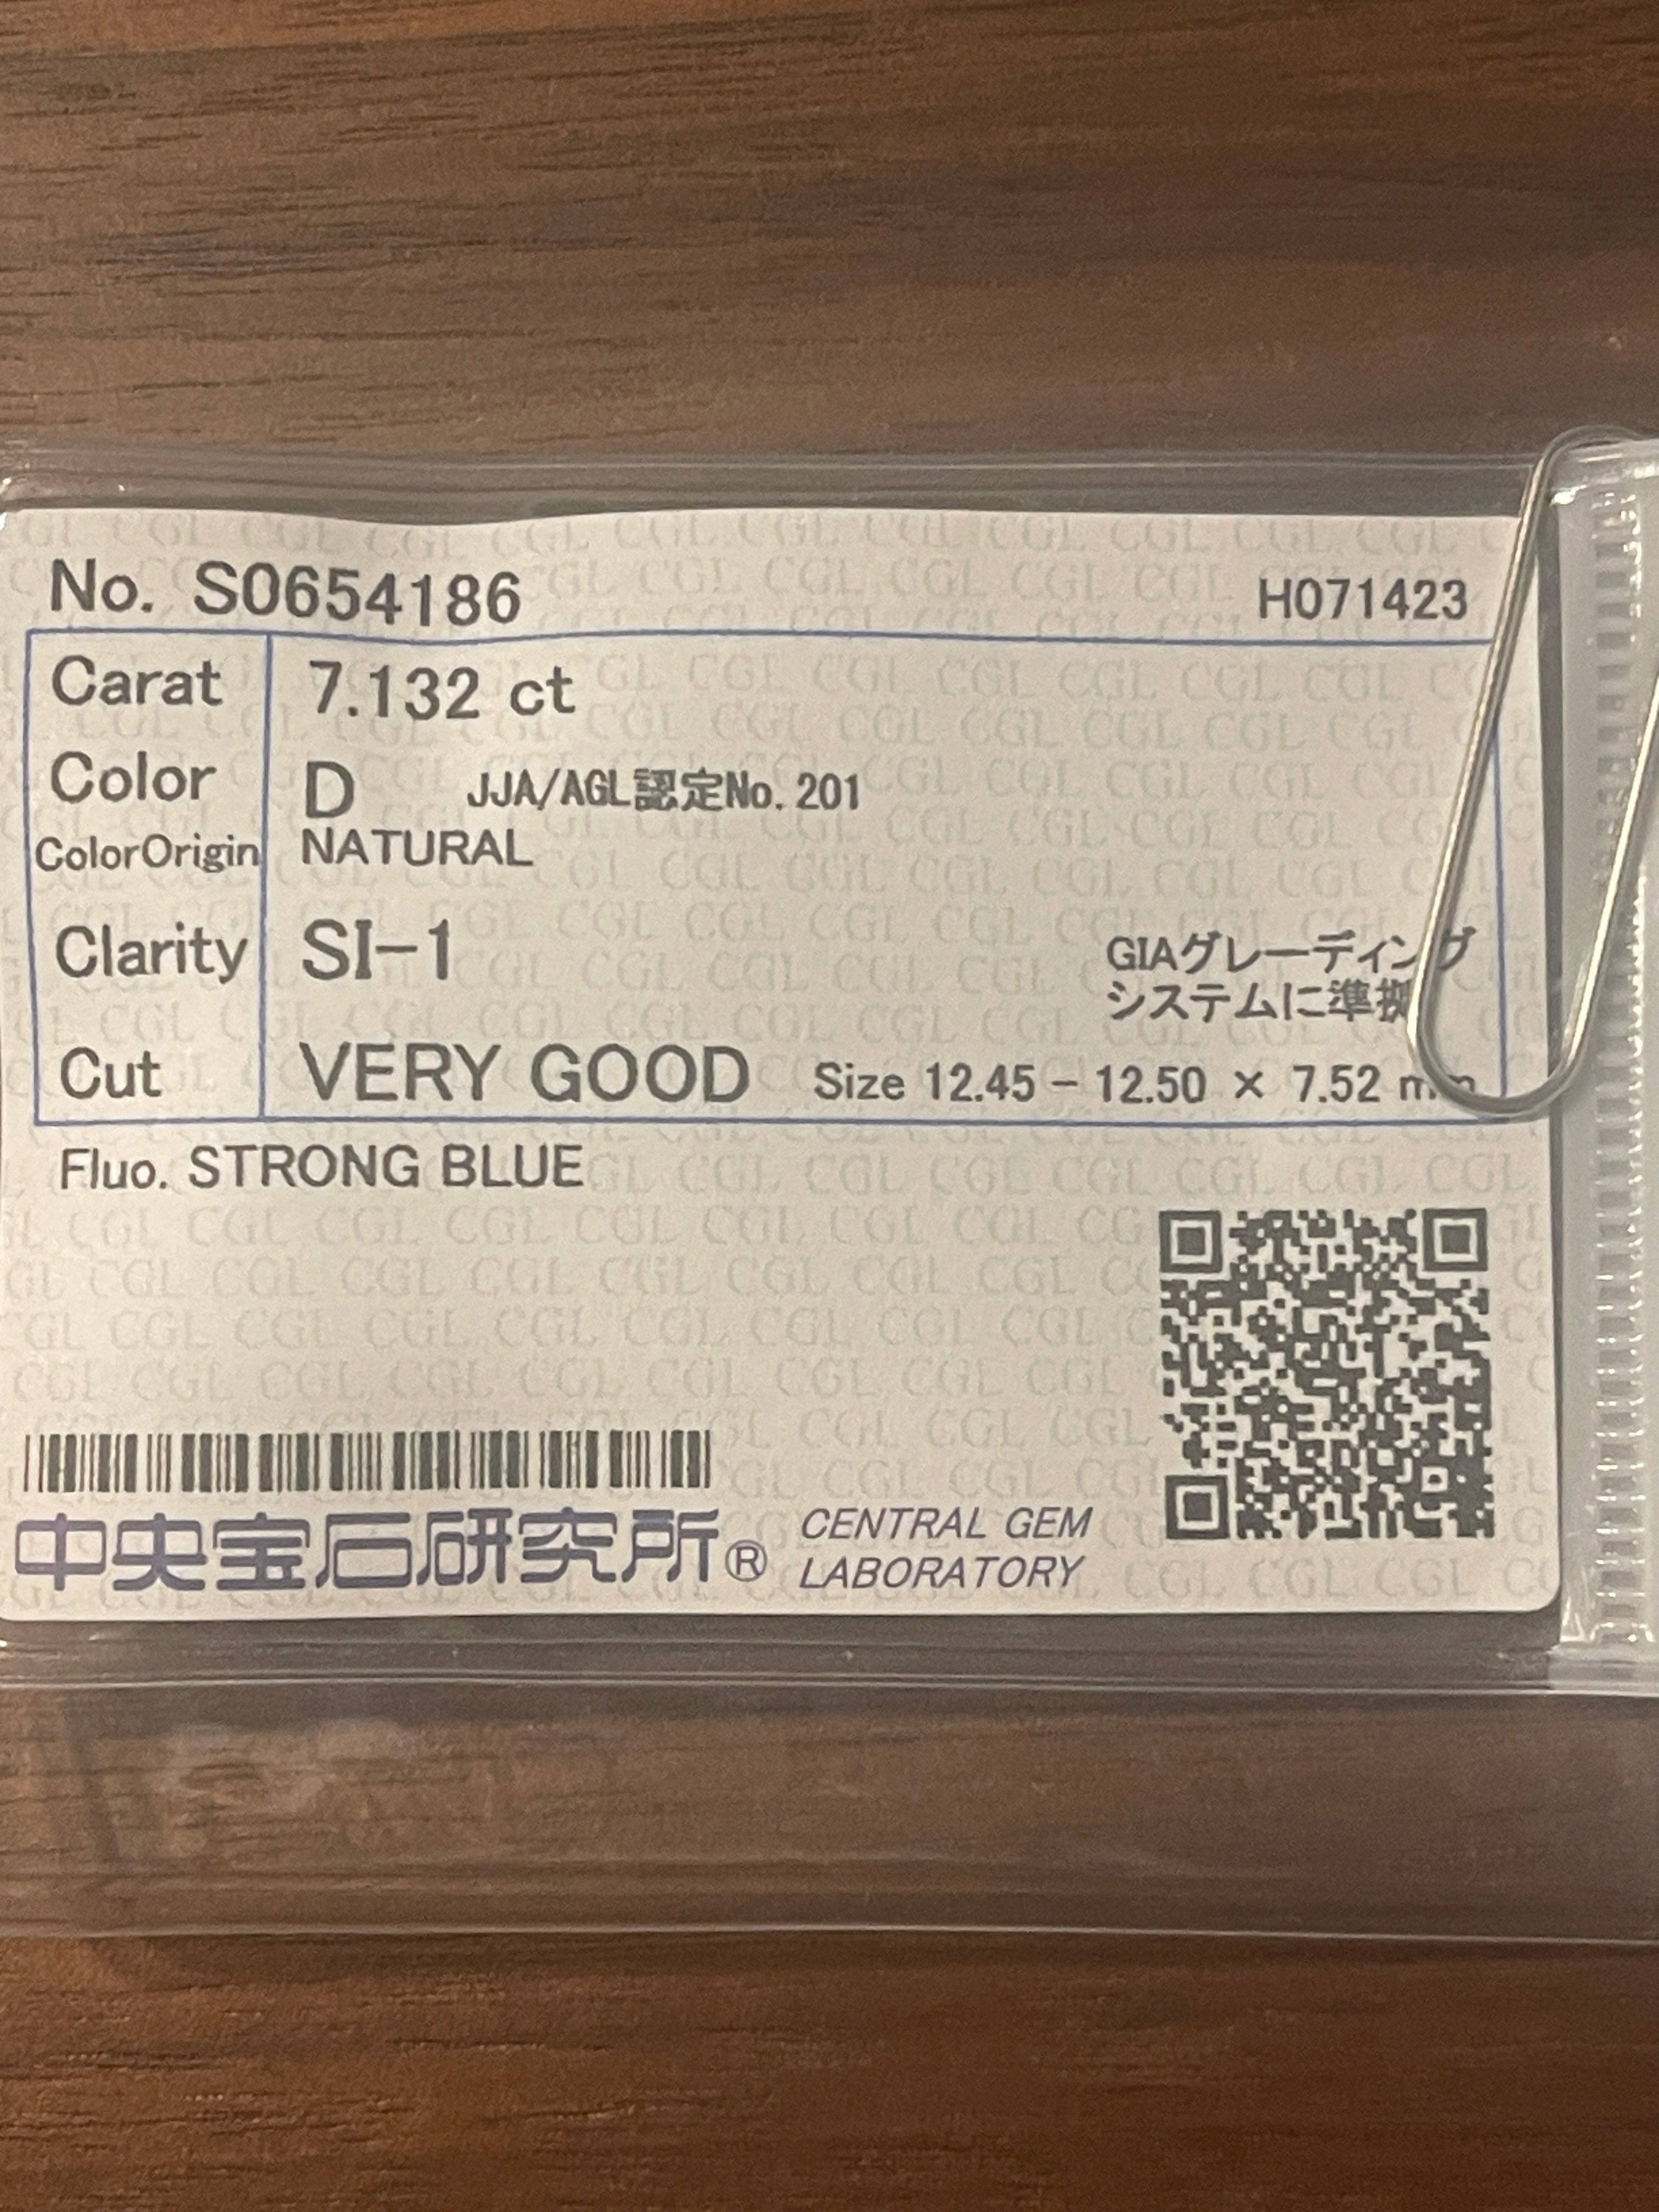 No. S0654186 H071423
Carat 7.132 ct
Color D JJA/AGL認定No.201
ColorOrigin NATURAL
Clarity SI-1
GIAグレーディング
システムに準拠
Cut VERY GOOD Size 12.45 - 12.50 × 7.52 mm
Fluo. STRONG BLUE
中央宝石研究所® CENTRAL GEM
LABORATORY